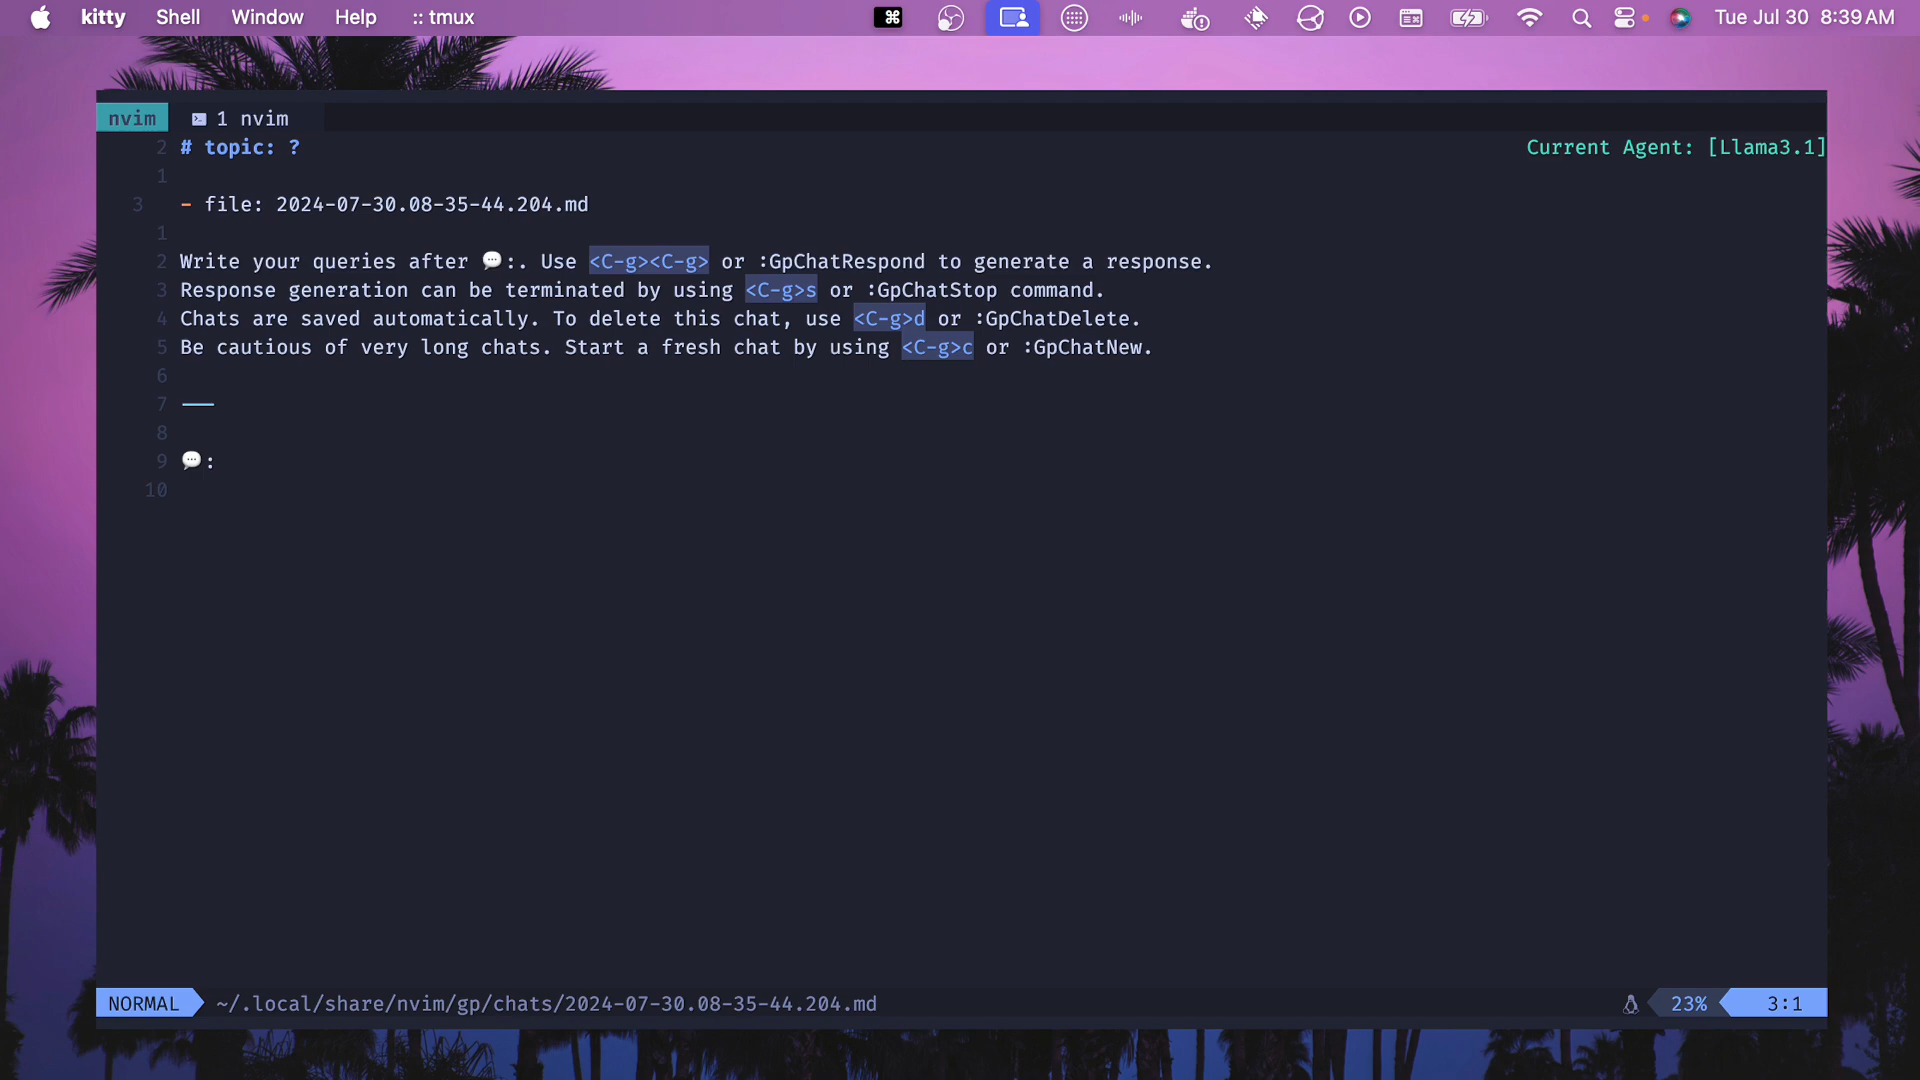 kitty Shell Window Help :: tmux Tue Jul 30 8:39 AM
nvim 1 nvim
2 # topic: ? Current Agent: [Llama3.1]
1
3 - file: 2024-07-30.08-35-44.204.md
1
2 Write your queries after 💬:. Use <C-g><C-g> or :GpChatRespond to generate a response.
3 Response generation can be terminated by using <C-g>s or :GpChatStop command.
4 Chats are saved automatically. To delete this chat, use <C-g>d or :GpChatDelete.
5 Be cautious of very long chats. Start a fresh chat by using <C-g>c or :GpChatNew.
6
7 ———
8
9 💬:
10
NORMAL ~/.local/share/nvim/gp/chats/2024-07-30.08-35-44.204.md 23% 3:1